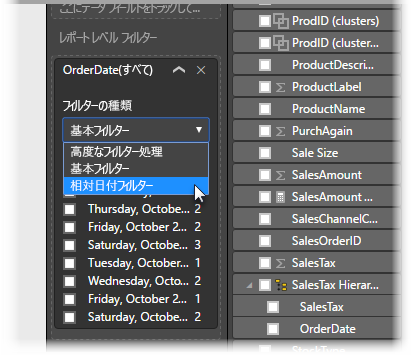 ここにデータ フィールドをドラッグして...
レポートレベル フィルター
OrderDate(すべて)
フィルターの種類
基本フィルター
高度なフィルター処理
基本フィルター
相対日付フィルター
Thursday, October... 2
Friday, October 2... 2
Saturday, October... 3
Tuesday, October... 1
Wednesday, Octo... 2
Friday, October 2... 1
Saturday, October... 2
ProdID (clusters)
ProdID (cluster...
ProductDescri...
ProductLabel
ProductName
PurchAgain
Sale Size
SalesAmount
SalesAmount ...
SalesChannelC...
SalesOrderID
SalesTax
SalesTax Hierar...
SalesTax
OrderDate
StockType